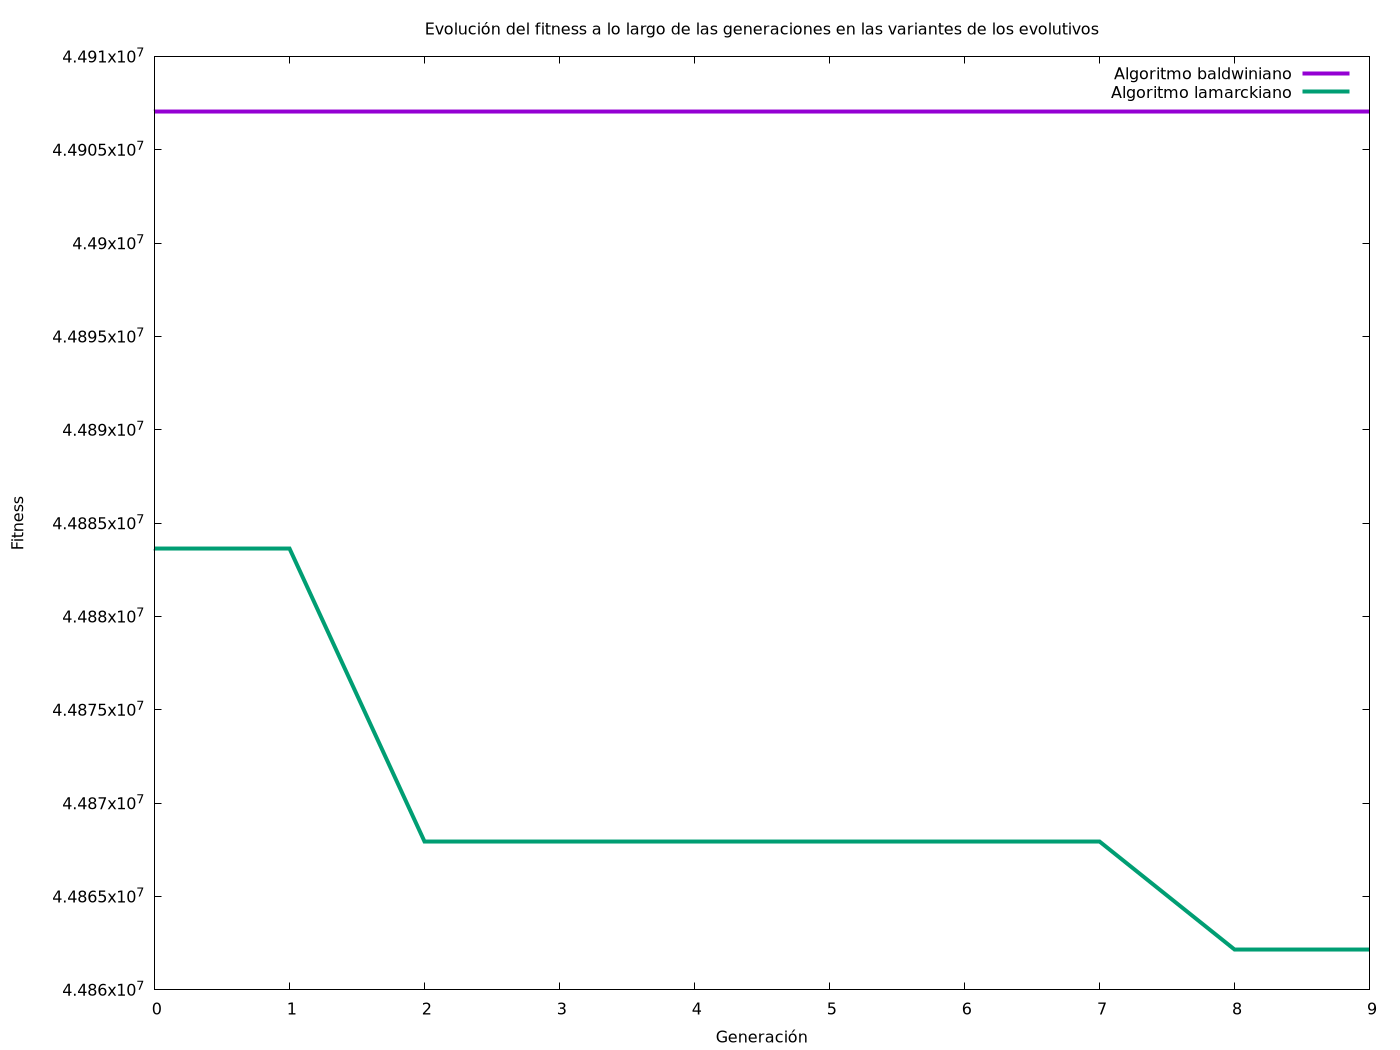 Evolución del fitness a lo largo de las generaciones en las variantes de los evolutivos
4.491x10⁷
Algoritmo baldwiniano
Algoritmo lamarckiano
4.4905x10⁷
4.49x10⁷
4.4895x10⁷
4.489x10⁷
4.4885x10⁷
Fitness
4.488x10⁷
4.4875x10⁷
4.487x10⁷
4.4865x10⁷
4.486x10⁷
0 1 2 3 4 5 6 7 8 9
Generación